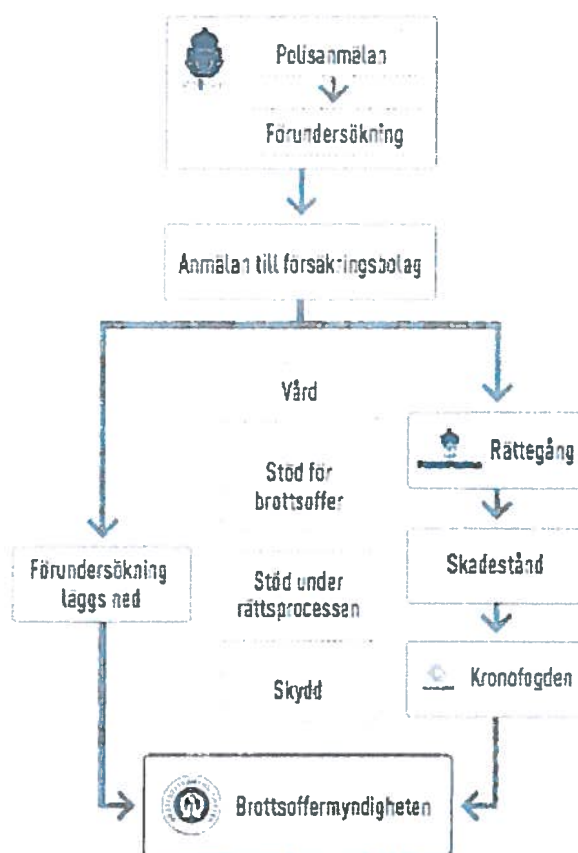 Polisanmälan
Förundersökning
Anmälan till försäkringsbolag
Vård
Stöd för
brottsoffer
Stöd under
rättsprocessen
Skydd
Förundersökning
läggs ned
Rättegång
Skadestånd
Kronofogden
Brottsoffermyndigheten